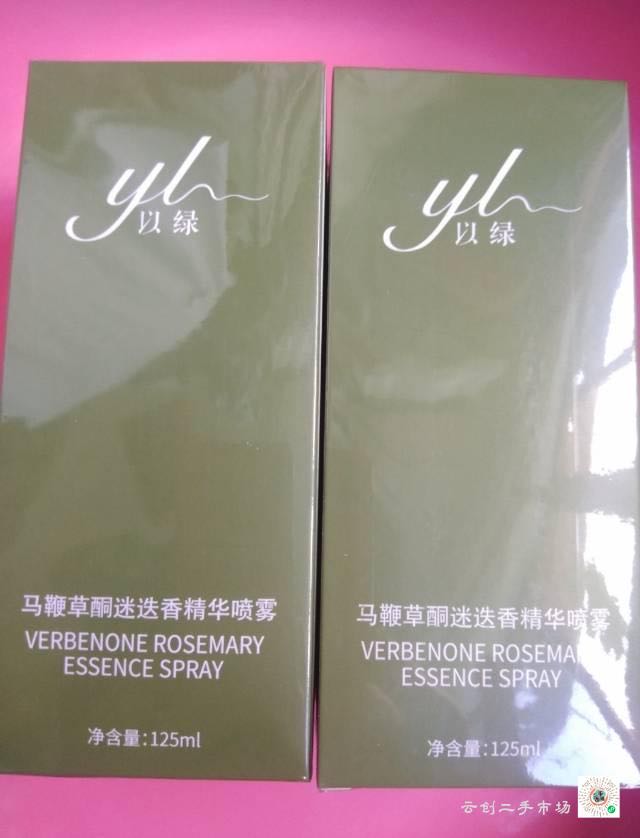 yl
以绿
马鞭草酮迷迭香精华喷雾
VERBENONE ROSEMARY
ESSENCE SPRAY
净含量:125ml
yl
以绿
马鞭草酮迷迭香精华喷雾
VERBENONE ROSEMA
ESSENCE SPRAY
净含量:125ml
云创二手市场